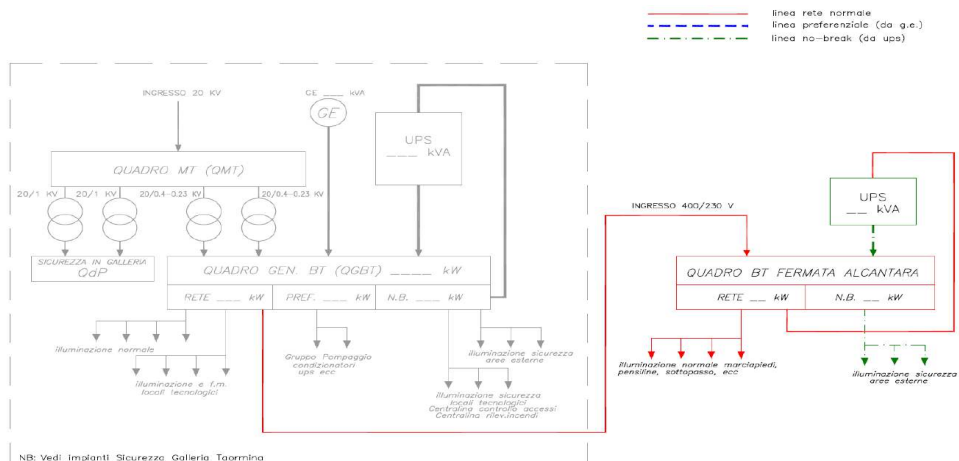 linea rete normale
linea preferenziale (da g.e.)
linea no-break (da ups)
INGRESSO 20 KV
GE ___ kVA
GE
UPS
___ kVA
QUADRO MT (QMT)
20/1 KV
20/1 KV
20/0.4-0.23 KV
20/0.4-0.23 KV
SICUREZZA IN GALLERIA
QdP
QUADRO GEN. BT (QGBT) ____ kW
RETE ___ kW
PREF. ___ kW
N.B. ___ kW
illuminazione normale
illuminazione e f.m.
locali tecnologici
Gruppo Pompaggio
condizionatori
ups ecc
illuminazione sicurezza
aree esterne
illuminazione sicurezza
locali tecnologici
Centralina controllo accessi
Centralina rilev.incendi
INGRESSO 400/230 V
UPS
__ kVA
QUADRO BT FERMATA ALCANTARA
RETE __ kW
N.B. __ kW
illuminazione normale marciapiedi,
pensiline, sottopasso, ecc
illuminazione sicurezza
aree esterne
NB: Vedi impianti Sicurezza Galleria Taormina